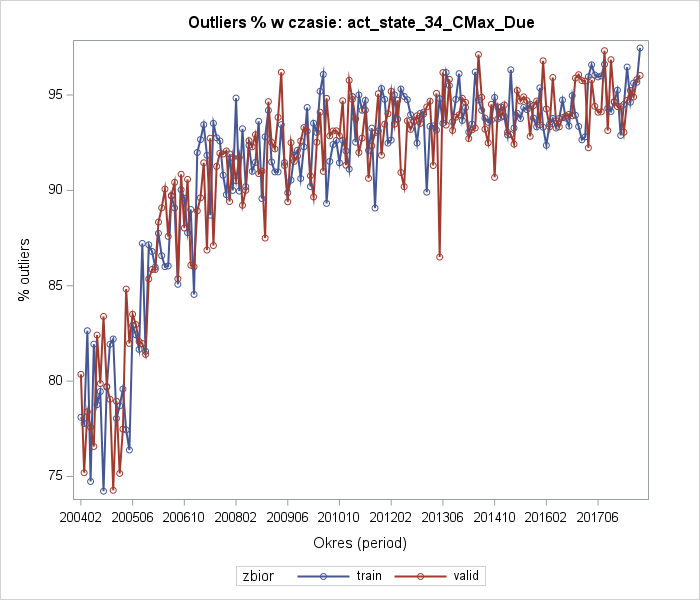 Outliers % w czasie: act_state_34_CMax_Due
95
90
85
80
75
% outliers
200402 200506 200610 200802 200906 201010 201202 201306 201410 201602 201706
Okres (period)
zbior train valid